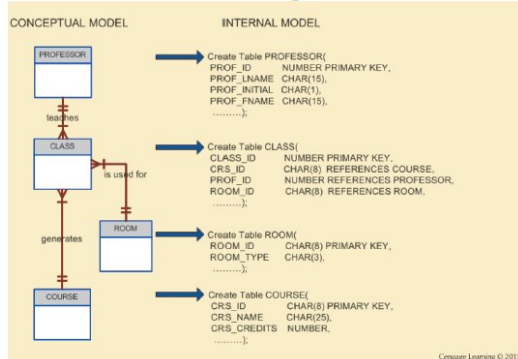 CONCEPTUAL MODEL
INTERNAL MODEL
PROFESSOR
teaches
CLASS
is used for
ROOM
generates
COURSE
Create Table PROFESSOR(
PROF_ID NUMBER PRIMARY KEY,
PROF_LNAME CHAR(15),
PROF_INITIAL CHAR(1),
PROF_FNAME CHAR(15),
.........);
Create Table CLASS(
CLASS_ID NUMBER PRIMARY KEY,
CRS_ID CHAR(8) REFERENCES COURSE,
PROF_ID NUMBER REFERENCES PROFESSOR,
ROOM_ID CHAR(8) REFERENCES ROOM,
.........);
Create Table ROOM(
ROOM_ID CHAR(8) PRIMARY KEY,
ROOM_TYPE CHAR(3),
.........);
Create Table COURSE(
CRS_ID CHAR(8) PRIMARY KEY,
CRS_NAME CHAR(25),
CRS_CREDITS NUMBER,
.........);
Cengage Learning ©